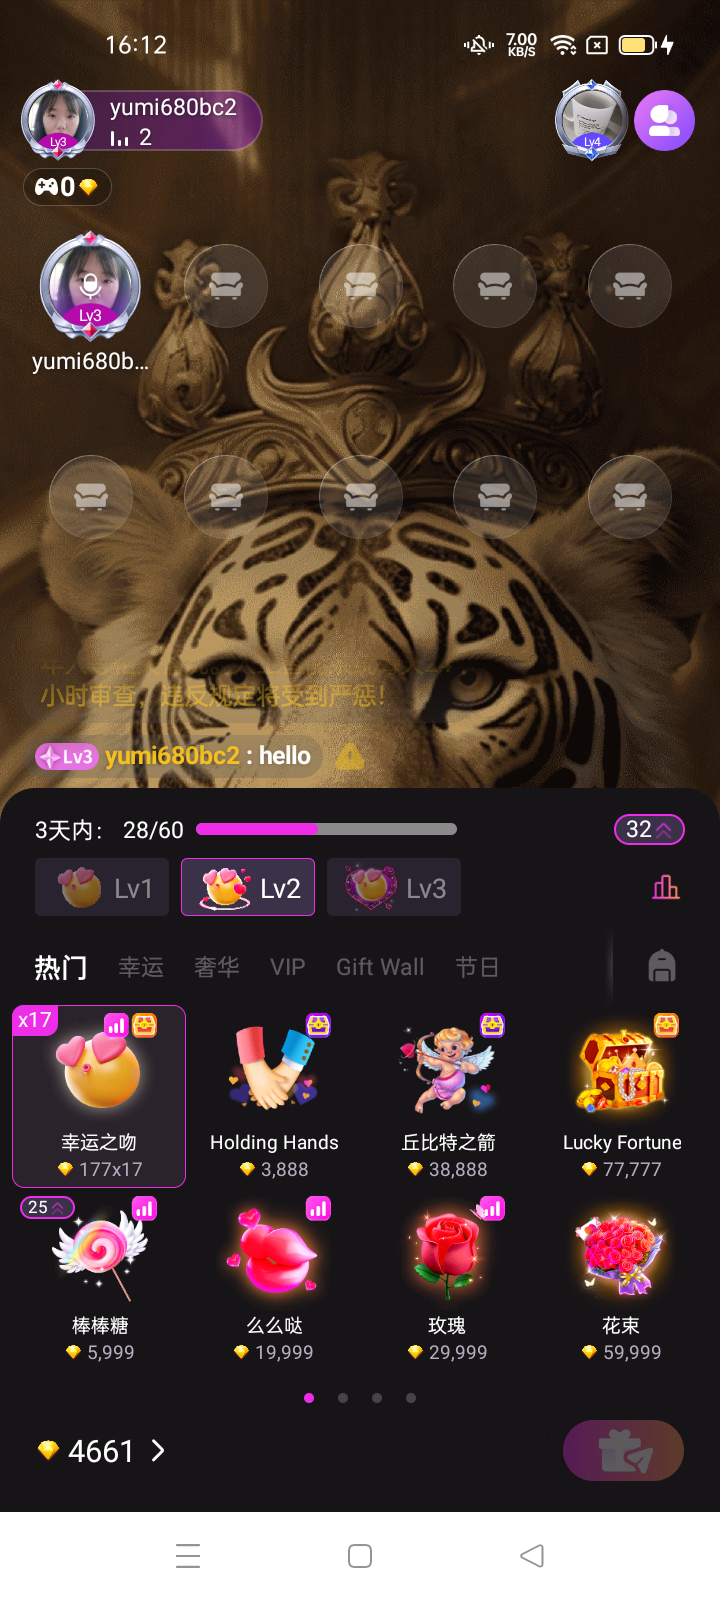 16:12
7.00
KB/S
yumi680bc2
Lv3
2
Lv4
0
Lv3
yumi680b...
小时审查，违反规定将受到严惩！
Lv3 yumi680bc2 : hello
3天内： 28/60
32
Lv1 Lv2 Lv3
热门 幸运 奢华 VIP Gift Wall 节日
x17
幸运之吻 Holding Hands 丘比特之箭 Lucky Fortune
177x17 3,888 38,888 77,777
25
棒棒糖 么么哒 玫瑰 花束
5,999 19,999 29,999 59,999
4661